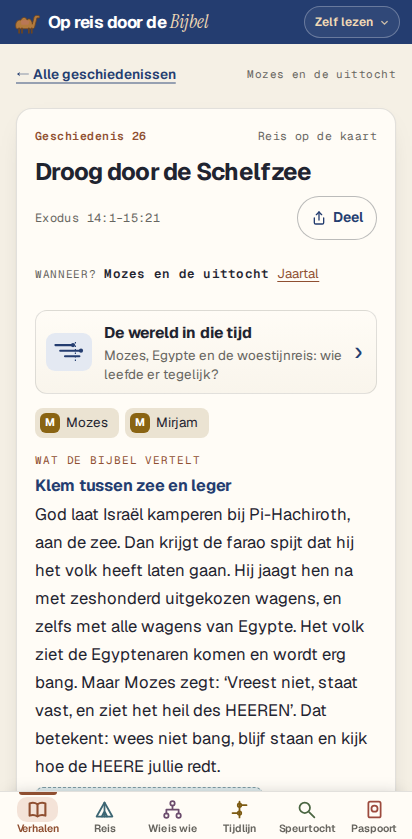 Op reis door de Bijbel
Zelf lezen
← Alle geschiedenissen
Mozes en de uittocht
Geschiedenis 26
Reis op de kaart
Droog door de Schelfzee
Exodus 14:1–15:21
Deel
WANNEER? Mozes en de uittocht Jaartal
De wereld in die tijd
Mozes, Egypte en de woestijnreis: wie
leefde er tegelijk?
M Mozes
M Mirjam
WAT DE BIJBEL VERTELT
Klem tussen zee en leger
God laat Israël kamperen bij Pi-Hachiroth,
aan de zee. Dan krijgt de farao spijt dat hij
het volk heeft laten gaan. Hij jaagt hen na
met zeshonderd uitgekozen wagens, en
zelfs met alle wagens van Egypte. Het volk
ziet de Egyptenaren komen en wordt erg
bang. Maar Mozes zegt: ‘Vreest niet, staat
vast, en ziet het heil des HEEREN’. Dat
betekent: wees niet bang, blijf staan en kijk
hoe de HEERE jullie redt.
Verhalen
Reis
Wie is wie
Tijdlijn
Speurtocht
Paspoort